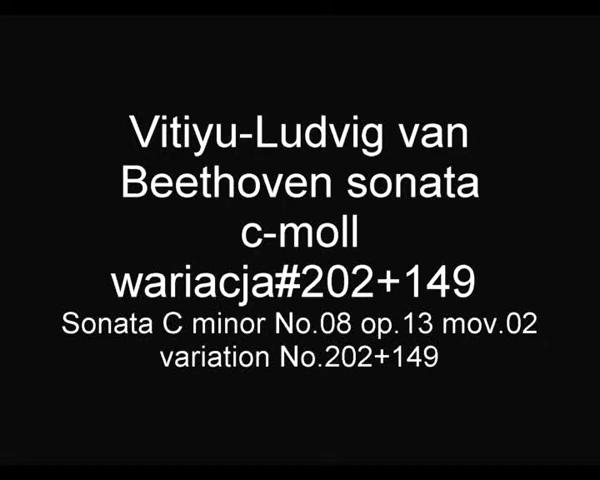 Vitiyu-Ludvig van
Beethoven sonata
c-moll
wariacja#202+149
Sonata C minor No.08 op.13 mov.02
variation No.202+149